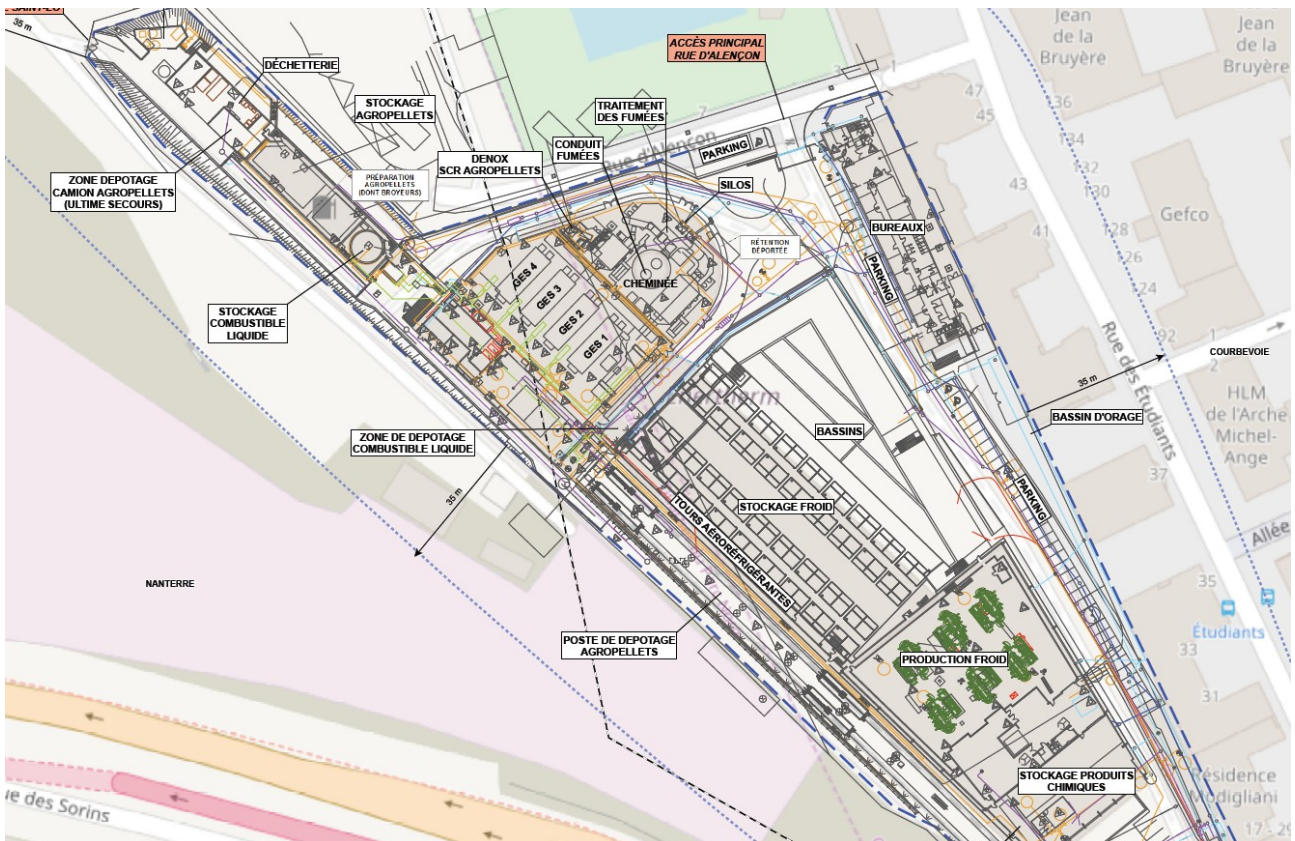 E SAINT-LÔ
35 m
DÉCHETTERIE
STOCKAGE
AGROPELLETS
ACCÈS PRINCIPAL
RUE D'ALENÇON
Jean
de la
Bruyère
Jean
de la
Bruyère
3
1
7
Rue d'Alençon
TRAITEMENT
DES FUMÉES
CONDUIT
FUMÉES
DENOX
SCR AGROPELLETS
PARKING
SILOS
ZONE DEPOTAGE
CAMION AGROPELLETS
(ULTIME SECOURS)
PRÉPARATION
AGROPELLETS
(DONT BROYEURS)
47
45
136
134
132
130
128
126
124
43
41
Gefco
BUREAUX
PARKING
RÉTENTION
DÉPORTÉE
CHEMINÉE
GES 4
GES 3
GES 2
GES 1
STOCKAGE
COMBUSTIBLE
LIQUIDE
Rue des Étudiants
92
1
2
COURBEVOIE
35 m
HLM
de l'Arche
Michel-
Ange
BASSIN D'ORAGE
BASSINS
ZONE DE DEPOTAGE
COMBUSTIBLE LIQUIDE
37
35 m
STOCKAGE FROID
PARKING
TOURS AÉRORÉFRIGÉRANTES
Allée
NANTERRE
35
Étudiants
33
31
POSTE DE DEPOTAGE
AGROPELLETS
PRODUCTION FROID
STOCKAGE PRODUITS
CHIMIQUES
Résidence
Modigliani
17 - 29
ue des Sorins